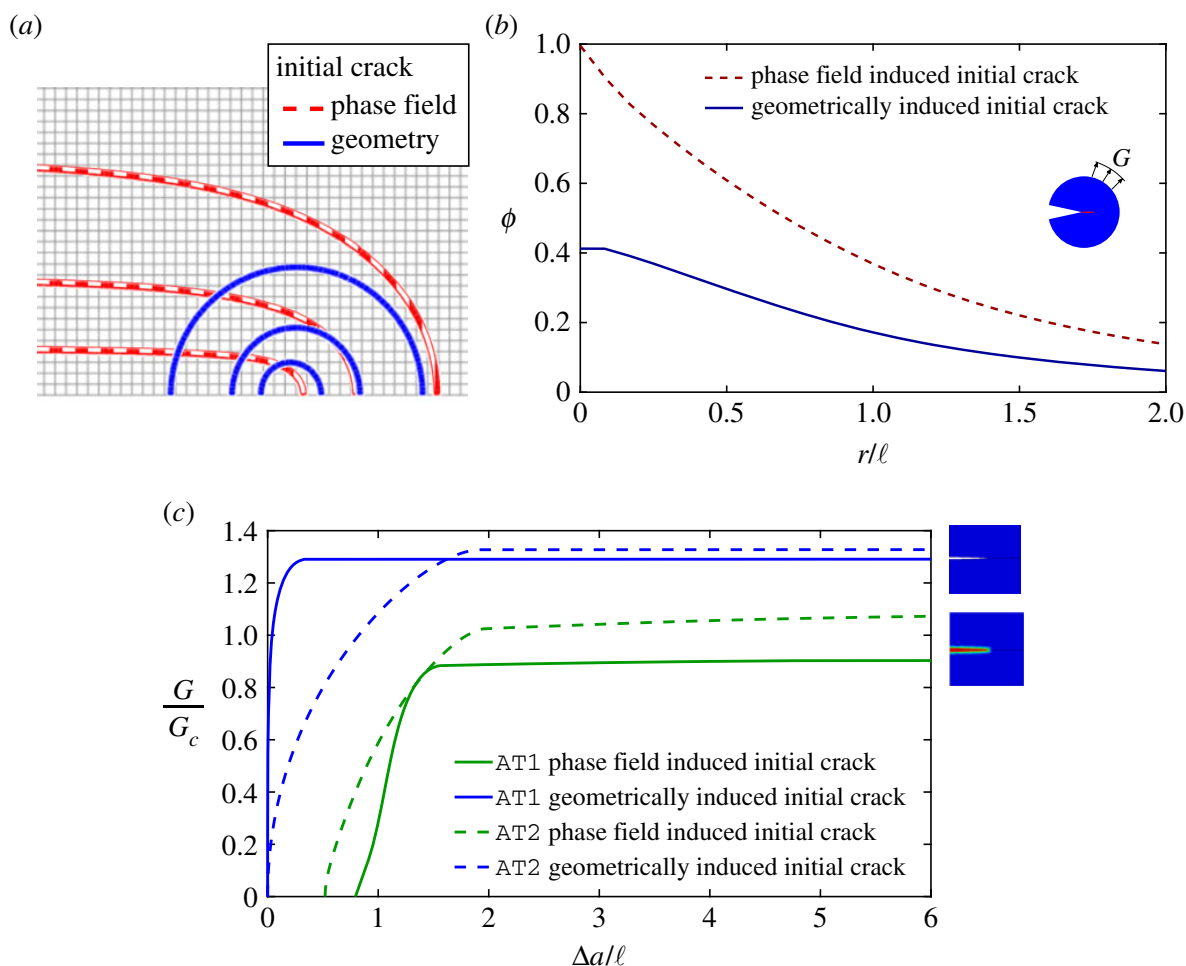 (a)
initial crack
phase field
geometry
(b)
1.0
0.8
0.6
0.4
0.2
0
ϕ
phase field induced initial crack
geometrically induced initial crack
G
0
0.5
1.0
1.5
2.0
r/ℓ
(c)
1.4
1.2
1.0
0.8
0.6
0.4
0.2
0
G
G_c
AT1 phase field induced initial crack
AT1 geometrically induced initial crack
AT2 phase field induced initial crack
AT2 geometrically induced initial crack
0
1
2
3
4
5
6
Δa/ℓ